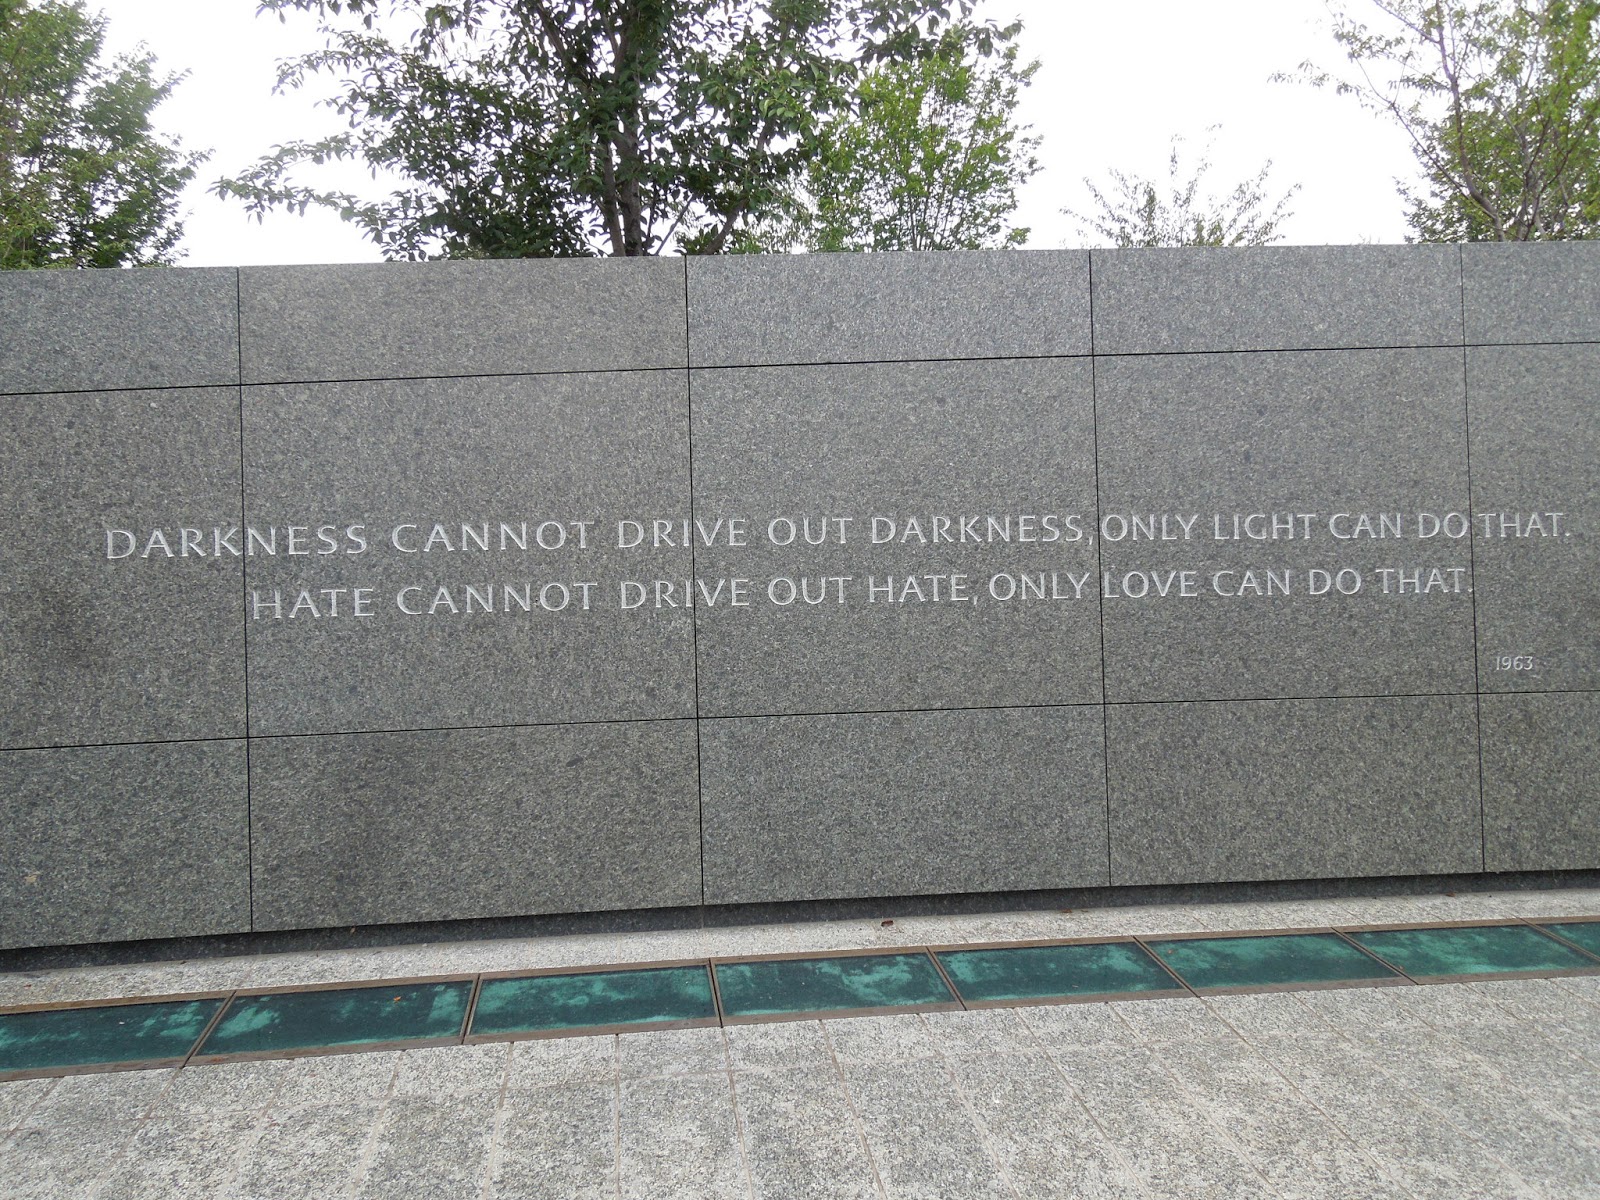 DARKNESS CANNOT DRIVE OUT DARKNESS, ONLY LIGHT CAN DO THAT.
HATE CANNOT DRIVE OUT HATE, ONLY LOVE CAN DO THAT.
1963